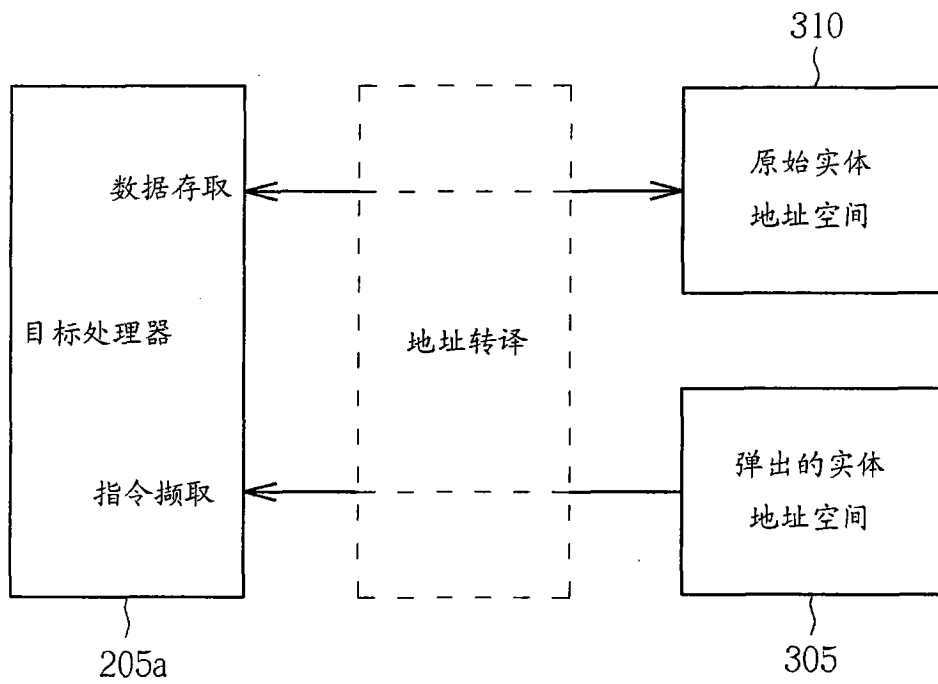 310
原始实体
地址空间
数据存取
目标处理器
地址转译
指令撷取
弹出的实体
地址空间
205a
305